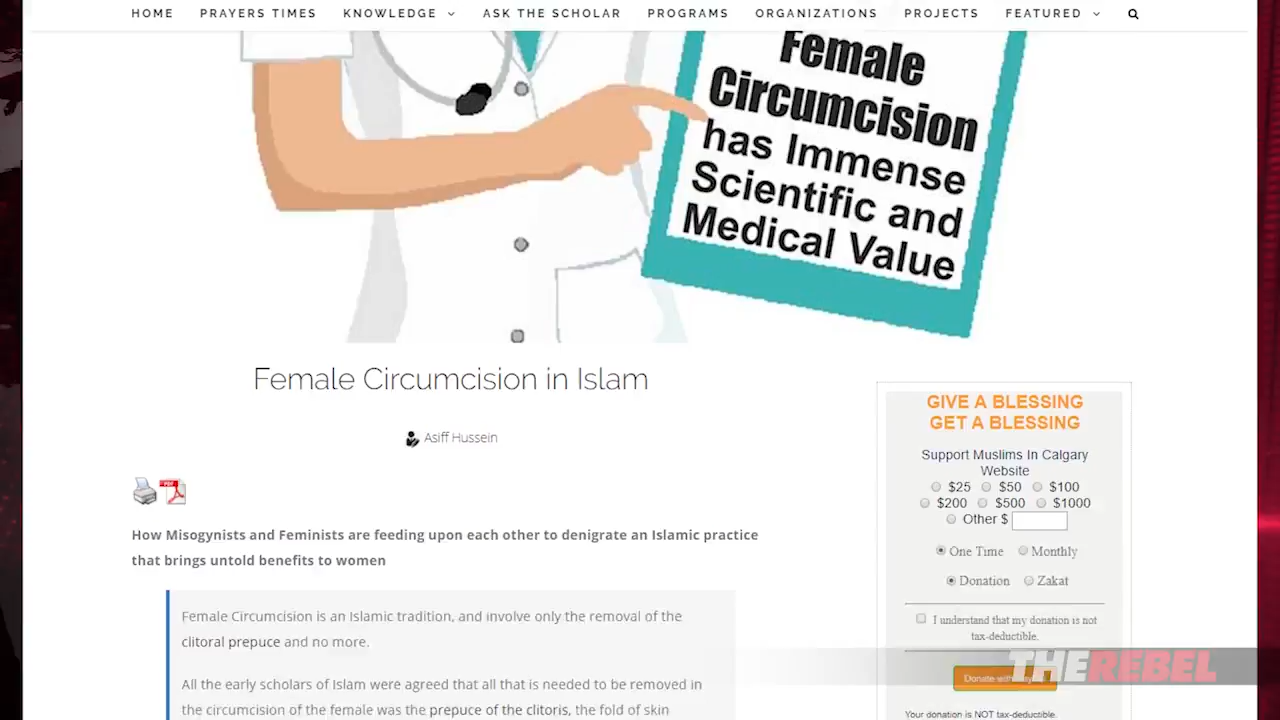 HOME PRAYERS TIMES KNOWLEDGE ASK THE SCHOLAR PROGRAMS ORGANIZATIONS PROJECTS FEATURED
Female
Circumcision
has Immense
Scientific and
Medical Value
Female Circumcision in Islam
Asiff Hussein
PDF
How Misogynists and Feminists are feeding upon each other to denigrate an Islamic practice
that brings untold benefits to women
Female Circumcision is an Islamic tradition, and involve only the removal of the
clitoral prepuce and no more.
All the early scholars of Islam were agreed that all that is needed to be removed in
the circumcision of the female was the prepuce of the clitoris, the fold of skin
GIVE A BLESSING
GET A BLESSING
Support Muslims In Calgary
Website
$25 $50 $100
$200 $500 $1000
Other $
One Time Monthly
Donation Zakat
I understand that my donation is not
tax-deductible.
THE REBEL
Donate with
Your donation is NOT tax-deductible.